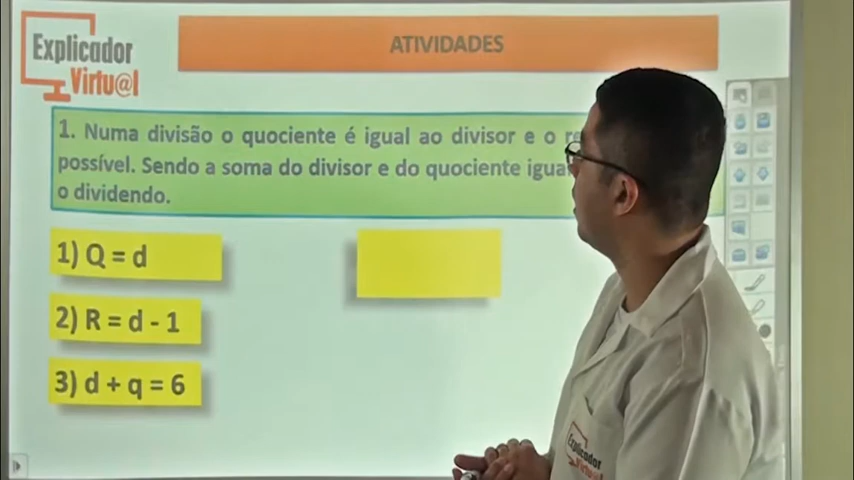 Explicador
Virtu@l
ATIVIDADES
1. Numa divisão o quociente é igual ao divisor e o
possível. Sendo a soma do divisor e do quociente
o dividendo.
1) Q = d
2) R = d - 1
3) d + q = 6
Explicador
Virtu@l